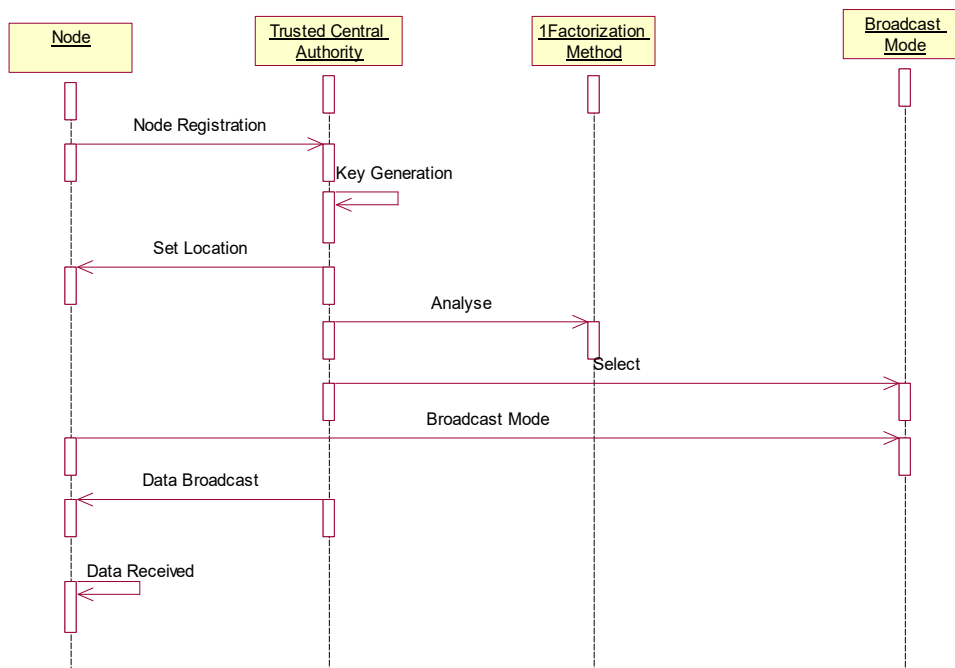 Node
Trusted Central
Authority
1Factorization
Method
Broadcast
Mode
Node Registration
Key Generation
Set Location
Analyse
Select
Broadcast Mode
Data Broadcast
Data Received